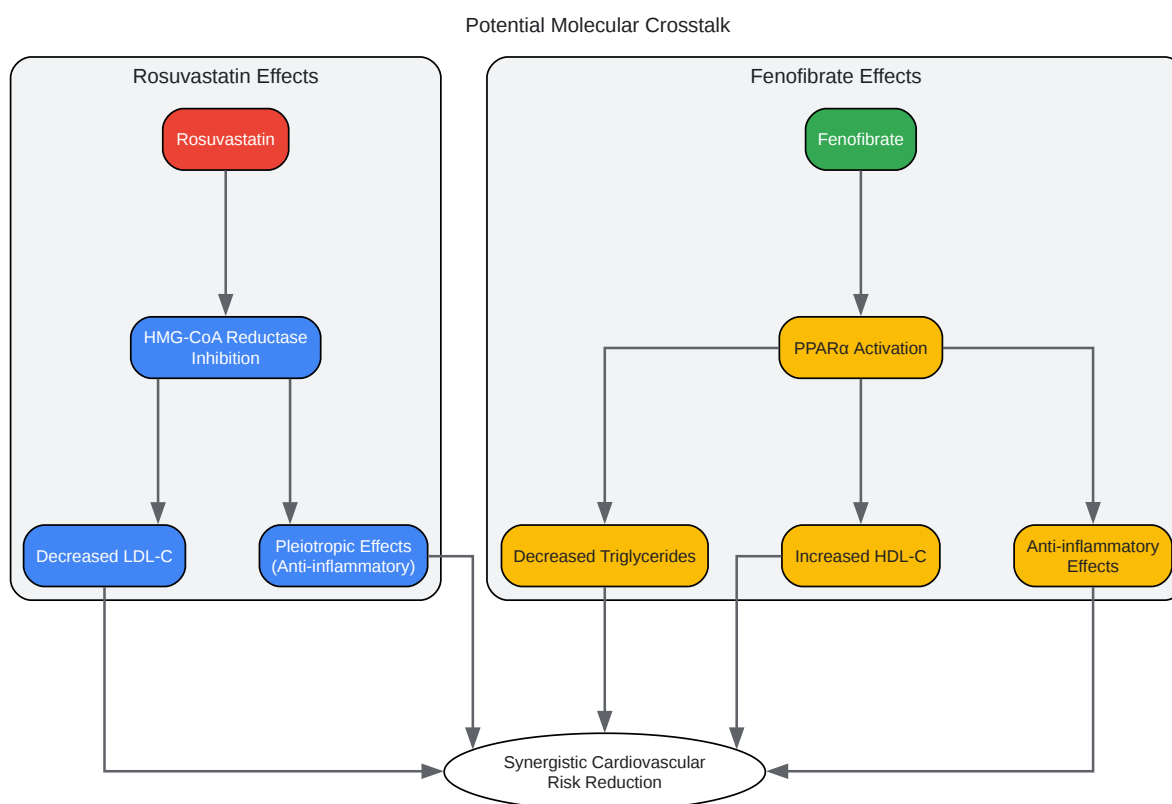 Potential Molecular Crosstalk
Rosuvastatin Effects
Fenofibrate Effects
Rosuvastatin
Fenofibrate
HMG-CoA Reductase
Inhibition
PPARα Activation
Decreased LDL-C
Pleiotropic Effects
(Anti-inflammatory)
Decreased Triglycerides
Increased HDL-C
Anti-inflammatory
Effects
Synergistic Cardiovascular
Risk Reduction